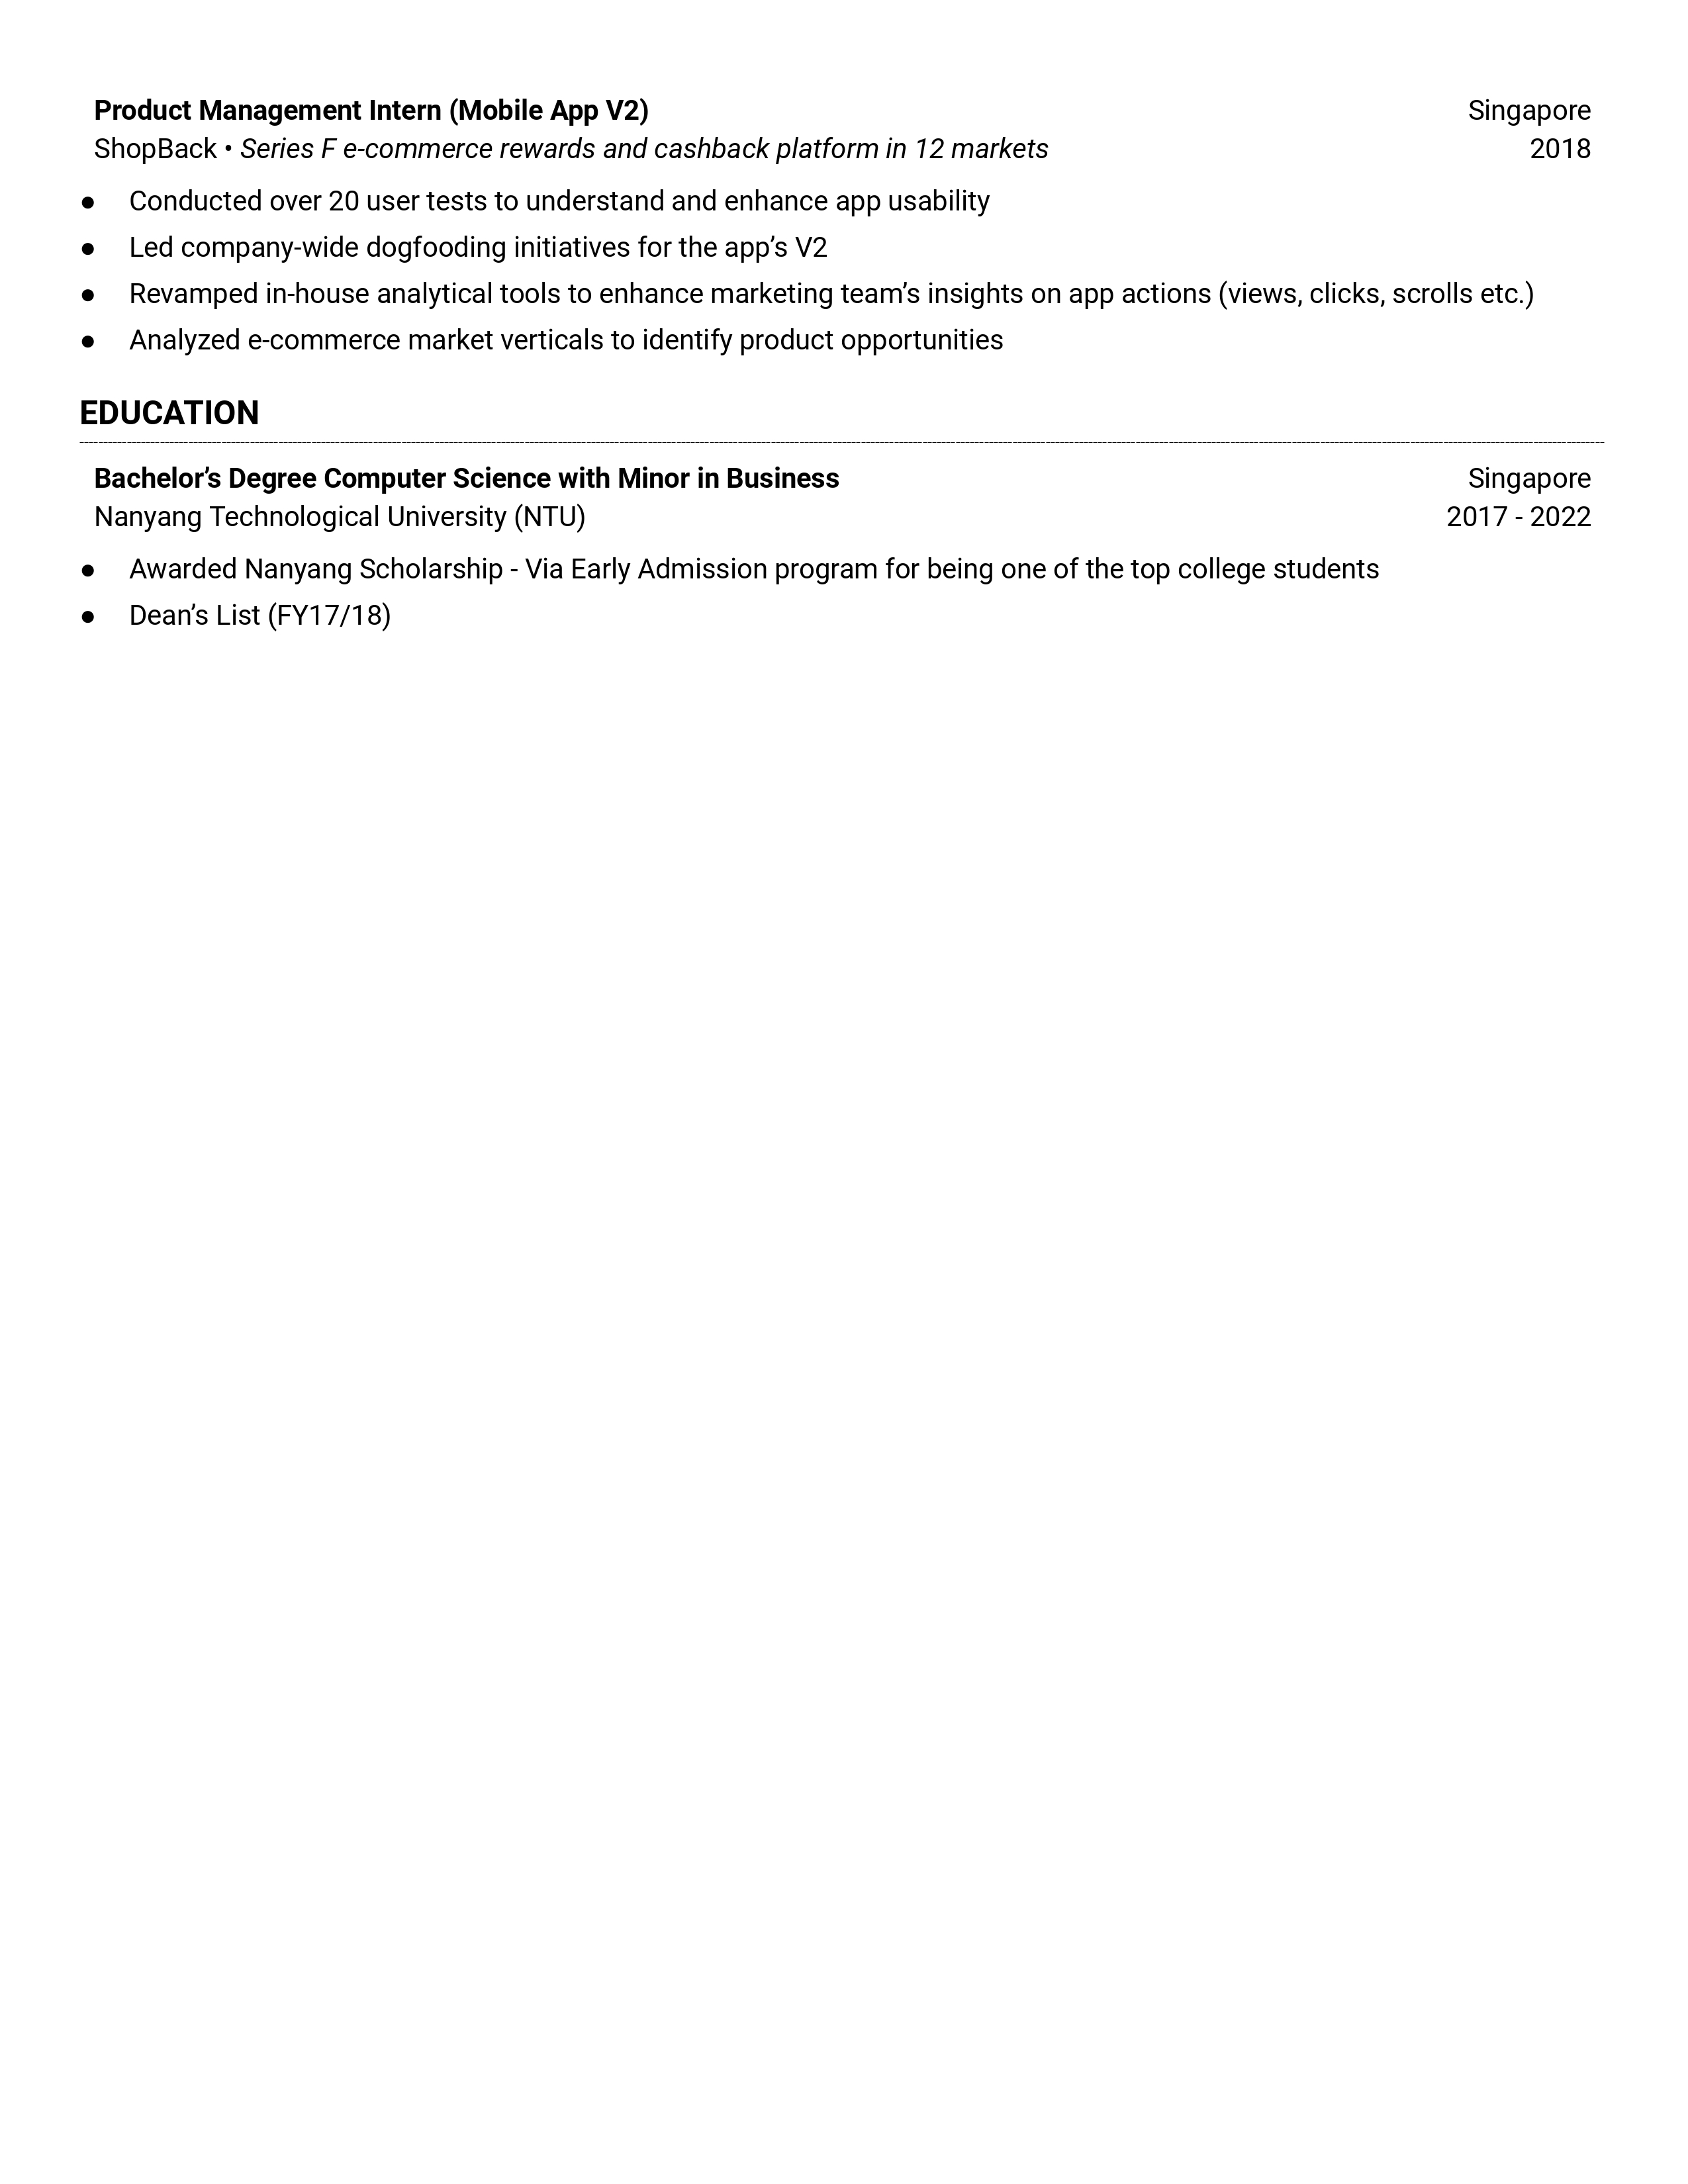 Product Management Intern (Mobile App V2) Singapore
ShopBack • Series F e-commerce rewards and cashback platform in 12 markets 2018
● Conducted over 20 user tests to understand and enhance app usability
● Led company-wide dogfooding initiatives for the app’s V2
● Revamped in-house analytical tools to enhance marketing team’s insights on app actions (views, clicks, scrolls etc.)
● Analyzed e-commerce market verticals to identify product opportunities
EDUCATION
Bachelor’s Degree Computer Science with Minor in Business Singapore
Nanyang Technological University (NTU) 2017 - 2022
● Awarded Nanyang Scholarship - Via Early Admission program for being one of the top college students
● Dean’s List (FY17/18)